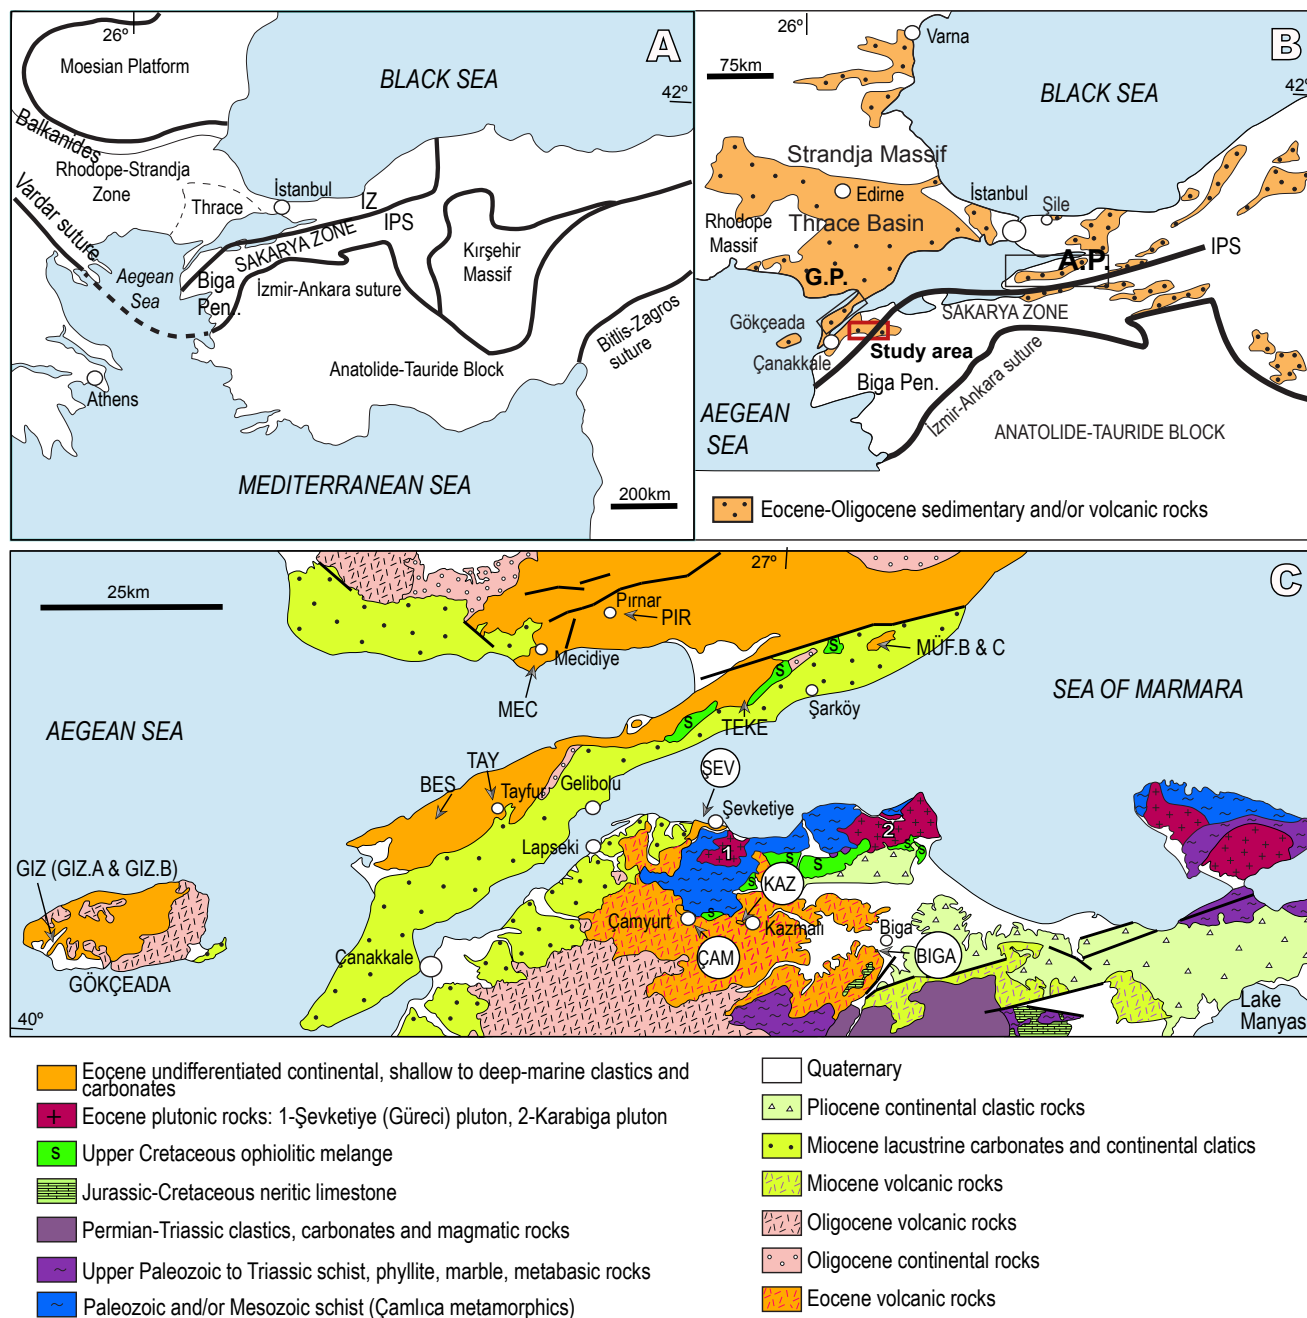 26º
A
Moesian Platform
BLACK SEA
42º
Balkanides
Rhodope-Strandja
Zone
Vardar suture
Thrace
İstanbul
IZ
IPS
SAKARYA ZONE
Aegean
Sea
Biga
Pen..
İzmir-Ankara suture
Kırşehir
Massif
Bitlis-Zagros
suture
Anatolide-Tauride Block
Athens
MEDITERRANEAN SEA
200km
26º
B
Varna
75km
42º
BLACK SEA
Strandja Massif
Edirne
İstanbul
Şile
Rhodope
Massif
Thrace Basin
IPS
A.P.
G.P.
SAKARYA ZONE
Gökçeada
Çanakkale
Study area
Biga Pen.
İzmir-Ankara suture
AEGEAN
SEA
ANATOLIDE-TAURIDE BLOCK
Eocene-Oligocene sedimentary and/or volcanic rocks
27º
C
25km
Pırnar
PIR
Mecidiye
MÜF.B & C
MEC
SEA OF MARMARA
Şarköy
TEKE
AEGEAN SEA
S
S
S
TAY
BES
Tayfur
Gelibolu
ŞEV
Şevketiye
Lapseki
1
2
S
S
S
S
S
KAZ
GIZ (GIZ.A & GIZ.B)
Çamyurt
Kazmalı
Biga
ÇAM
BIGA
Çanakkale
GÖKÇEADA
40º
Lake
Manyas
Eocene undifferentiated continental, shallow to deep-marine clastics and
carbonates
Eocene plutonic rocks: 1-Şevketiye (Güreci) pluton, 2-Karabiga pluton
S
Upper Cretaceous ophiolitic melange
Jurassic-Cretaceous neritic limestone
Permian-Triassic clastics, carbonates and magmatic rocks
Upper Paleozoic to Triassic schist, phyllite, marble, metabasic rocks
Paleozoic and/or Mesozoic schist (Çamlıca metamorphics)
Quaternary
Pliocene continental clastic rocks
Miocene lacustrine carbonates and continental clatics
Miocene volcanic rocks
Oligocene volcanic rocks
Oligocene continental rocks
Eocene volcanic rocks